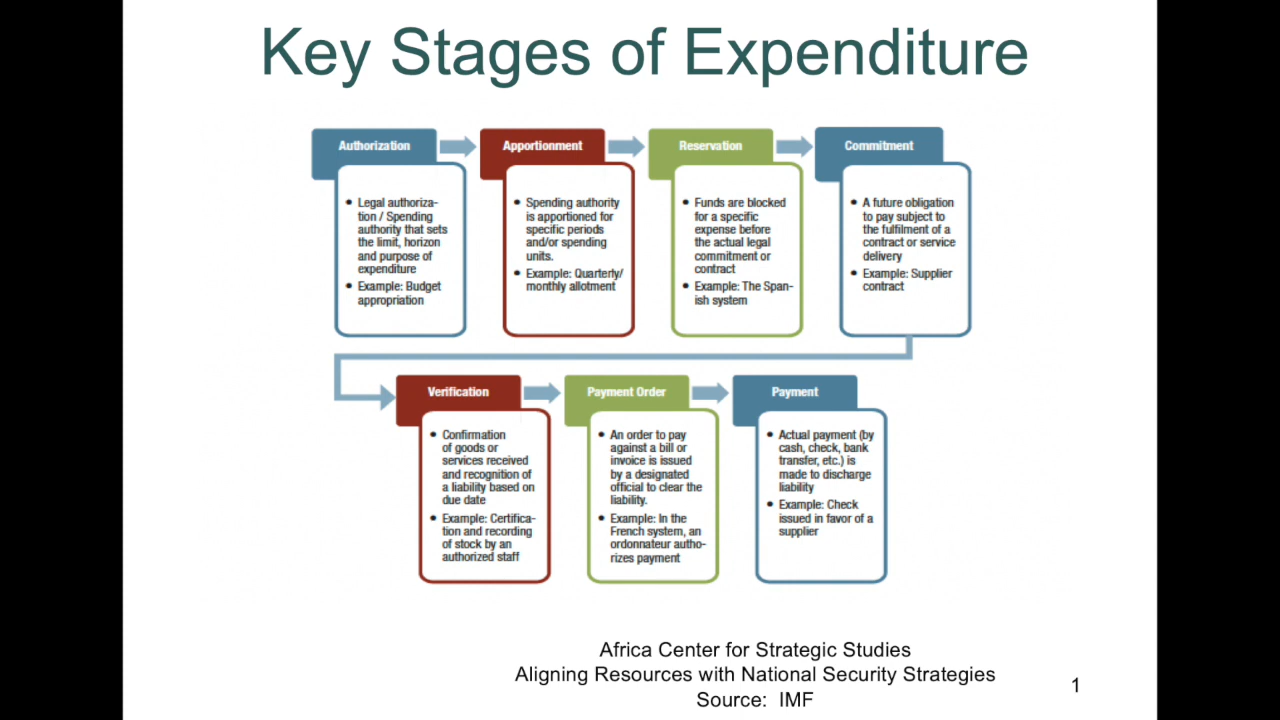 Key Stages of Expenditure
Authorization
• Legal authoriza-
tion / Spending
authority that sets
the limit, horizon
and purpose of
expenditure
• Example: Budget
appropriation
Apportionment
• Spending authority
is apportioned for
specific periods
and/or spending
units.
• Example: Quarterly/
monthly allotment
Reservation
• Funds are blocked
for a specific
expense before
the actual legal
commitment or
contract
• Example: The Span-
ish system
Commitment
• A future obligation
to pay subject to
the fulfilment of a
contract or service
delivery
• Example: Supplier
contract
Verification
• Confirmation
of goods or
services received
and recognition of
a liability based on
due date
• Example: Certifica-
tion and recording
of stock by an
authorized staff
Payment Order
• An order to pay
against a bill or
invoice is issued
by a designated
official to clear the
liability.
• Example: In the
French system, an
ordonnateur autho-
rizes payment
Payment
• Actual payment (by
cash, check, bank
transfer, etc.) is
made to discharge
liability
• Example: Check
issued in favor of a
supplier
Africa Center for Strategic Studies
Aligning Resources with National Security Strategies
Source: IMF
1